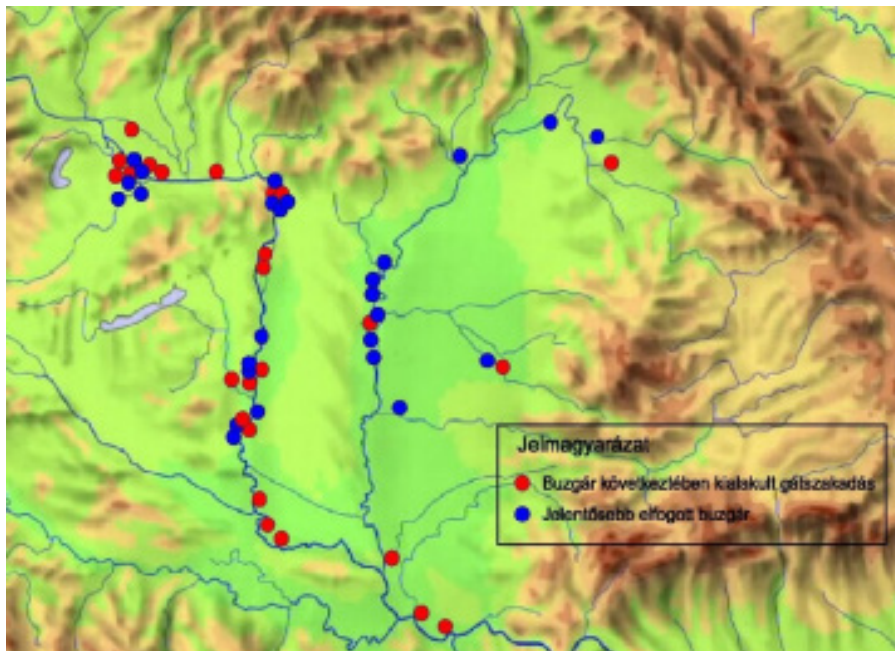 Jelmagyarázat
Buzgár következtében kialakult gátszakadás
Jelentősebb elfogott buzgár